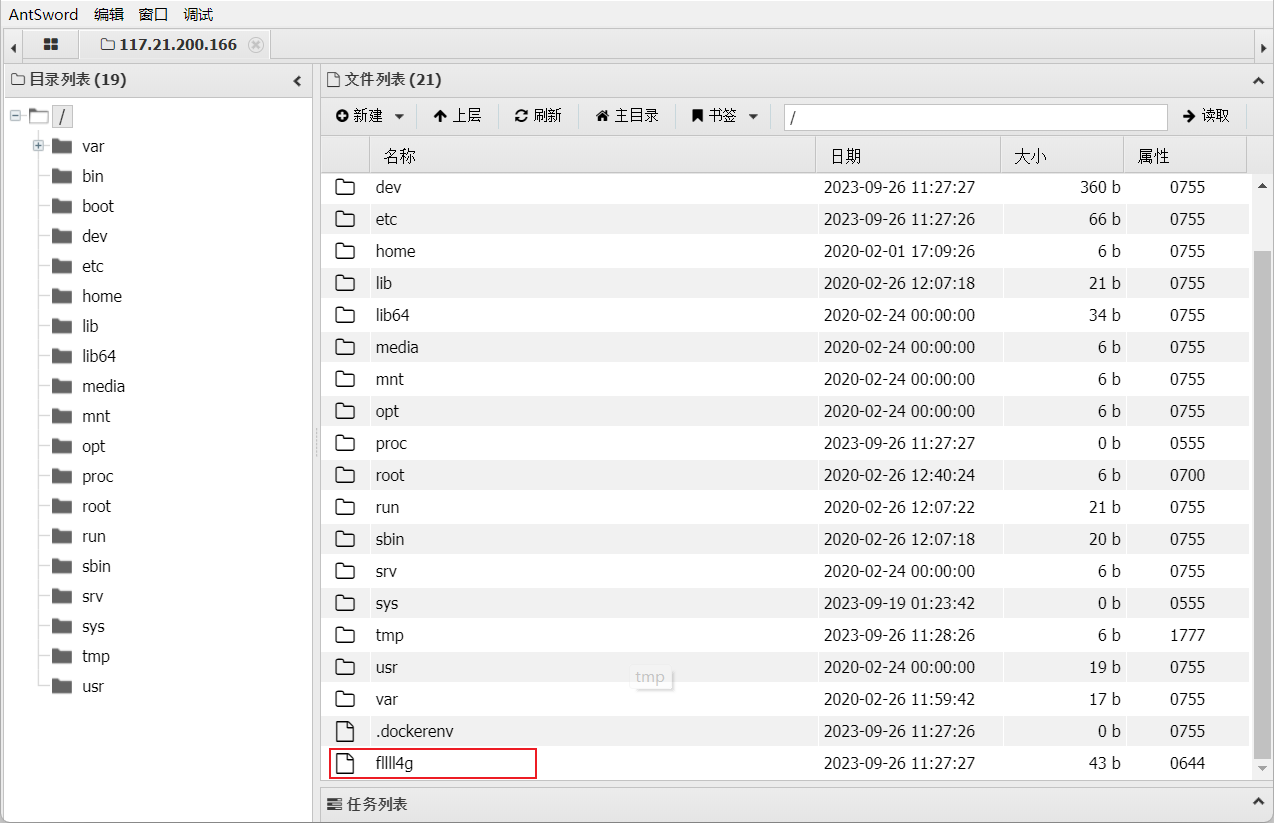 AntSword 编辑 窗口 调试
117.21.200.166
目录列表 (19)
/
var
bin
boot
dev
etc
home
lib
lib64
media
mnt
opt
proc
root
run
sbin
srv
sys
tmp
usr
文件列表 (21)
新建 上层 刷新 主目录 书签 / 读取
名称 日期 大小 属性
dev 2023-09-26 11:27:27 360 b 0755
etc 2023-09-26 11:27:26 66 b 0755
home 2020-02-01 17:09:26 6 b 0755
lib 2020-02-26 12:07:18 21 b 0755
lib64 2020-02-24 00:00:00 34 b 0755
media 2020-02-24 00:00:00 6 b 0755
mnt 2020-02-24 00:00:00 6 b 0755
opt 2020-02-24 00:00:00 6 b 0755
proc 2023-09-26 11:27:27 0 b 0555
root 2020-02-26 12:40:24 6 b 0700
run 2020-02-26 12:07:22 21 b 0755
sbin 2020-02-26 12:07:18 20 b 0755
srv 2020-02-24 00:00:00 6 b 0755
sys 2023-09-19 01:23:42 0 b 0555
tmp 2023-09-26 11:28:26 6 b 1777
usr 2020-02-24 00:00:00 19 b 0755
tmp
var 2020-02-26 11:59:42 17 b 0755
.dockerenv 2023-09-26 11:27:26 0 b 0755
fllll4g 2023-09-26 11:27:27 43 b 0644
任务列表